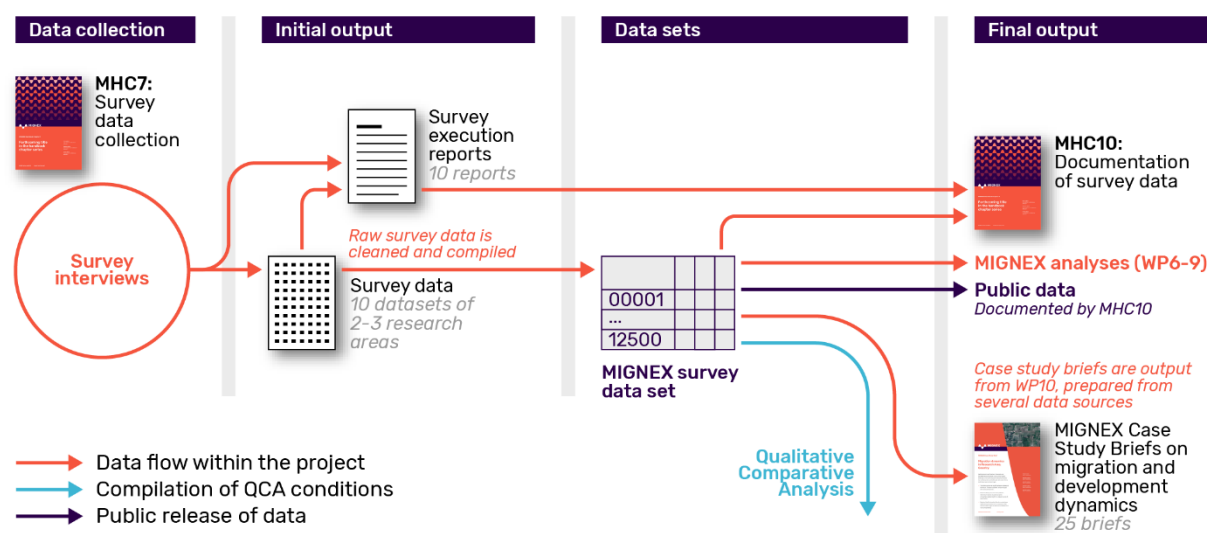 Data collection
Initial output
Data sets
Final output
MHC7:
Survey
data
collection
Survey
interviews
Survey
execution
reports
10 reports
Raw survey data is
cleaned and compiled
Survey data
10 datasets of
2-3 research
areas
00001
...
12500
MIGNEX survey
data set
Qualitative
Comparative
Analysis
MHC10:
Documentation
of survey data
MIGNEX analyses (WP6-9)
Public data
Documented by MHC10
Case study briefs are output
from WP10, prepared from
several data sources
MIGNEX Case
Study Briefs on
migration and
development
dynamics
25 briefs
Data flow within the project
Compilation of QCA conditions
Public release of data